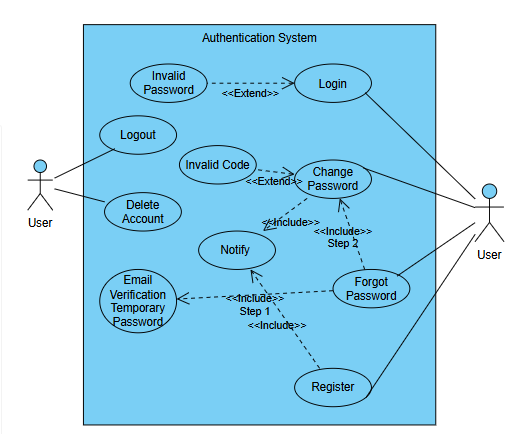 Authentication System
Invalid
Password
<<Extend>>
Login
Logout
Invalid Code
<<Extend>>
Change
Password
User
Delete
Account
<<Include>>
<<Include>>
Step 2
Notify
User
Email
Verification
Temporary
Password
<<Include>>
Step 1
<<Include>>
Forgot
Password
Register